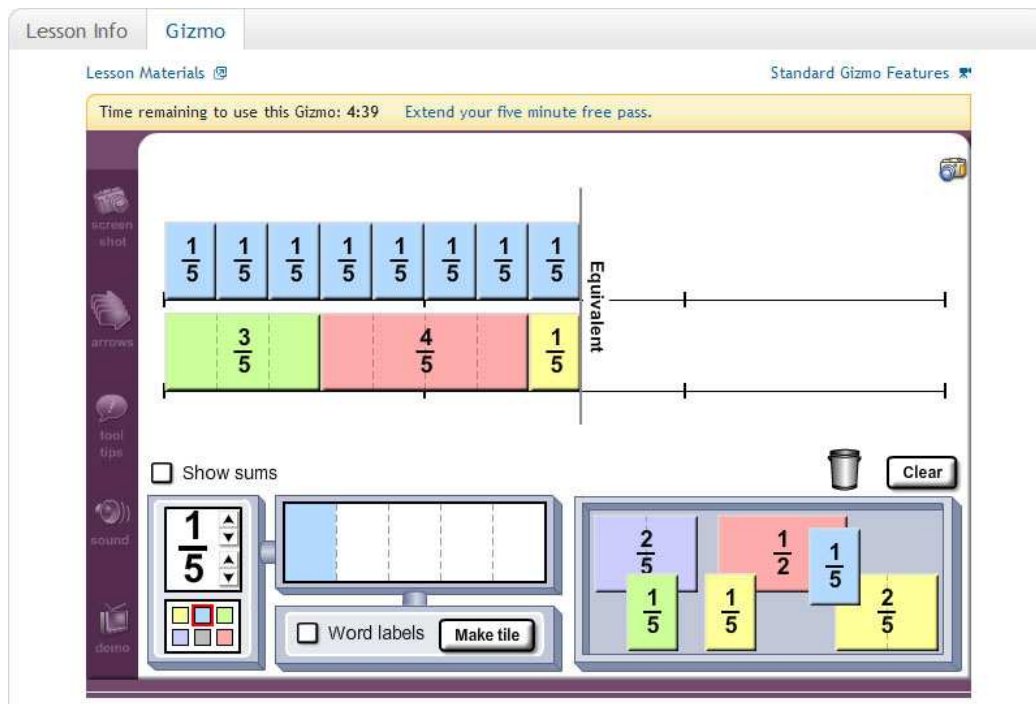 Lesson Info Gizmo
Lesson Materials Standard Gizmo Features
Time remaining to use this Gizmo: 4:39 Extend your five minute free pass.
screen
shot
arrows
tool
tips
sound
demo
1/5 1/5 1/5 1/5 1/5 1/5 1/5 1/5
Equivalent
3/5 4/5 1/5
Show sums
Clear
1/5
Word labels Make tile
2/5 1/2 1/5
1/5 1/5 2/5